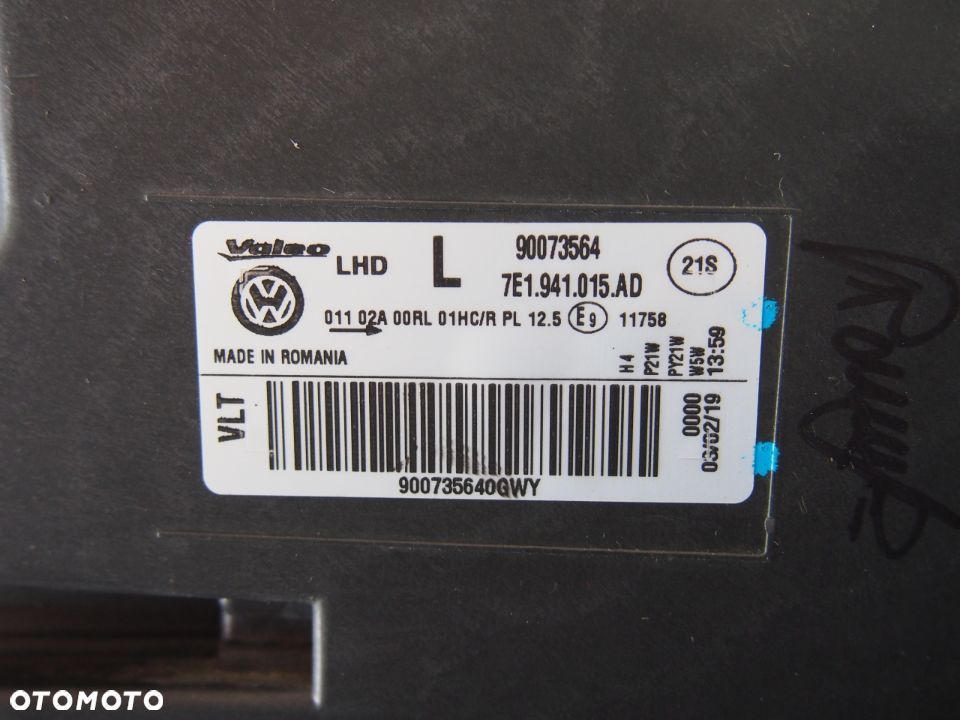 Valeo
LHD
L
90073564
7E1.941.015.AD
21S
011 02A 00RL 01HC/R PL 12.5 E9 11758
MADE IN ROMANIA
H4
P21W
PY21W
W5W
13:59
VLT
0000
03/02/19
900735640GWY
OTOMOTO